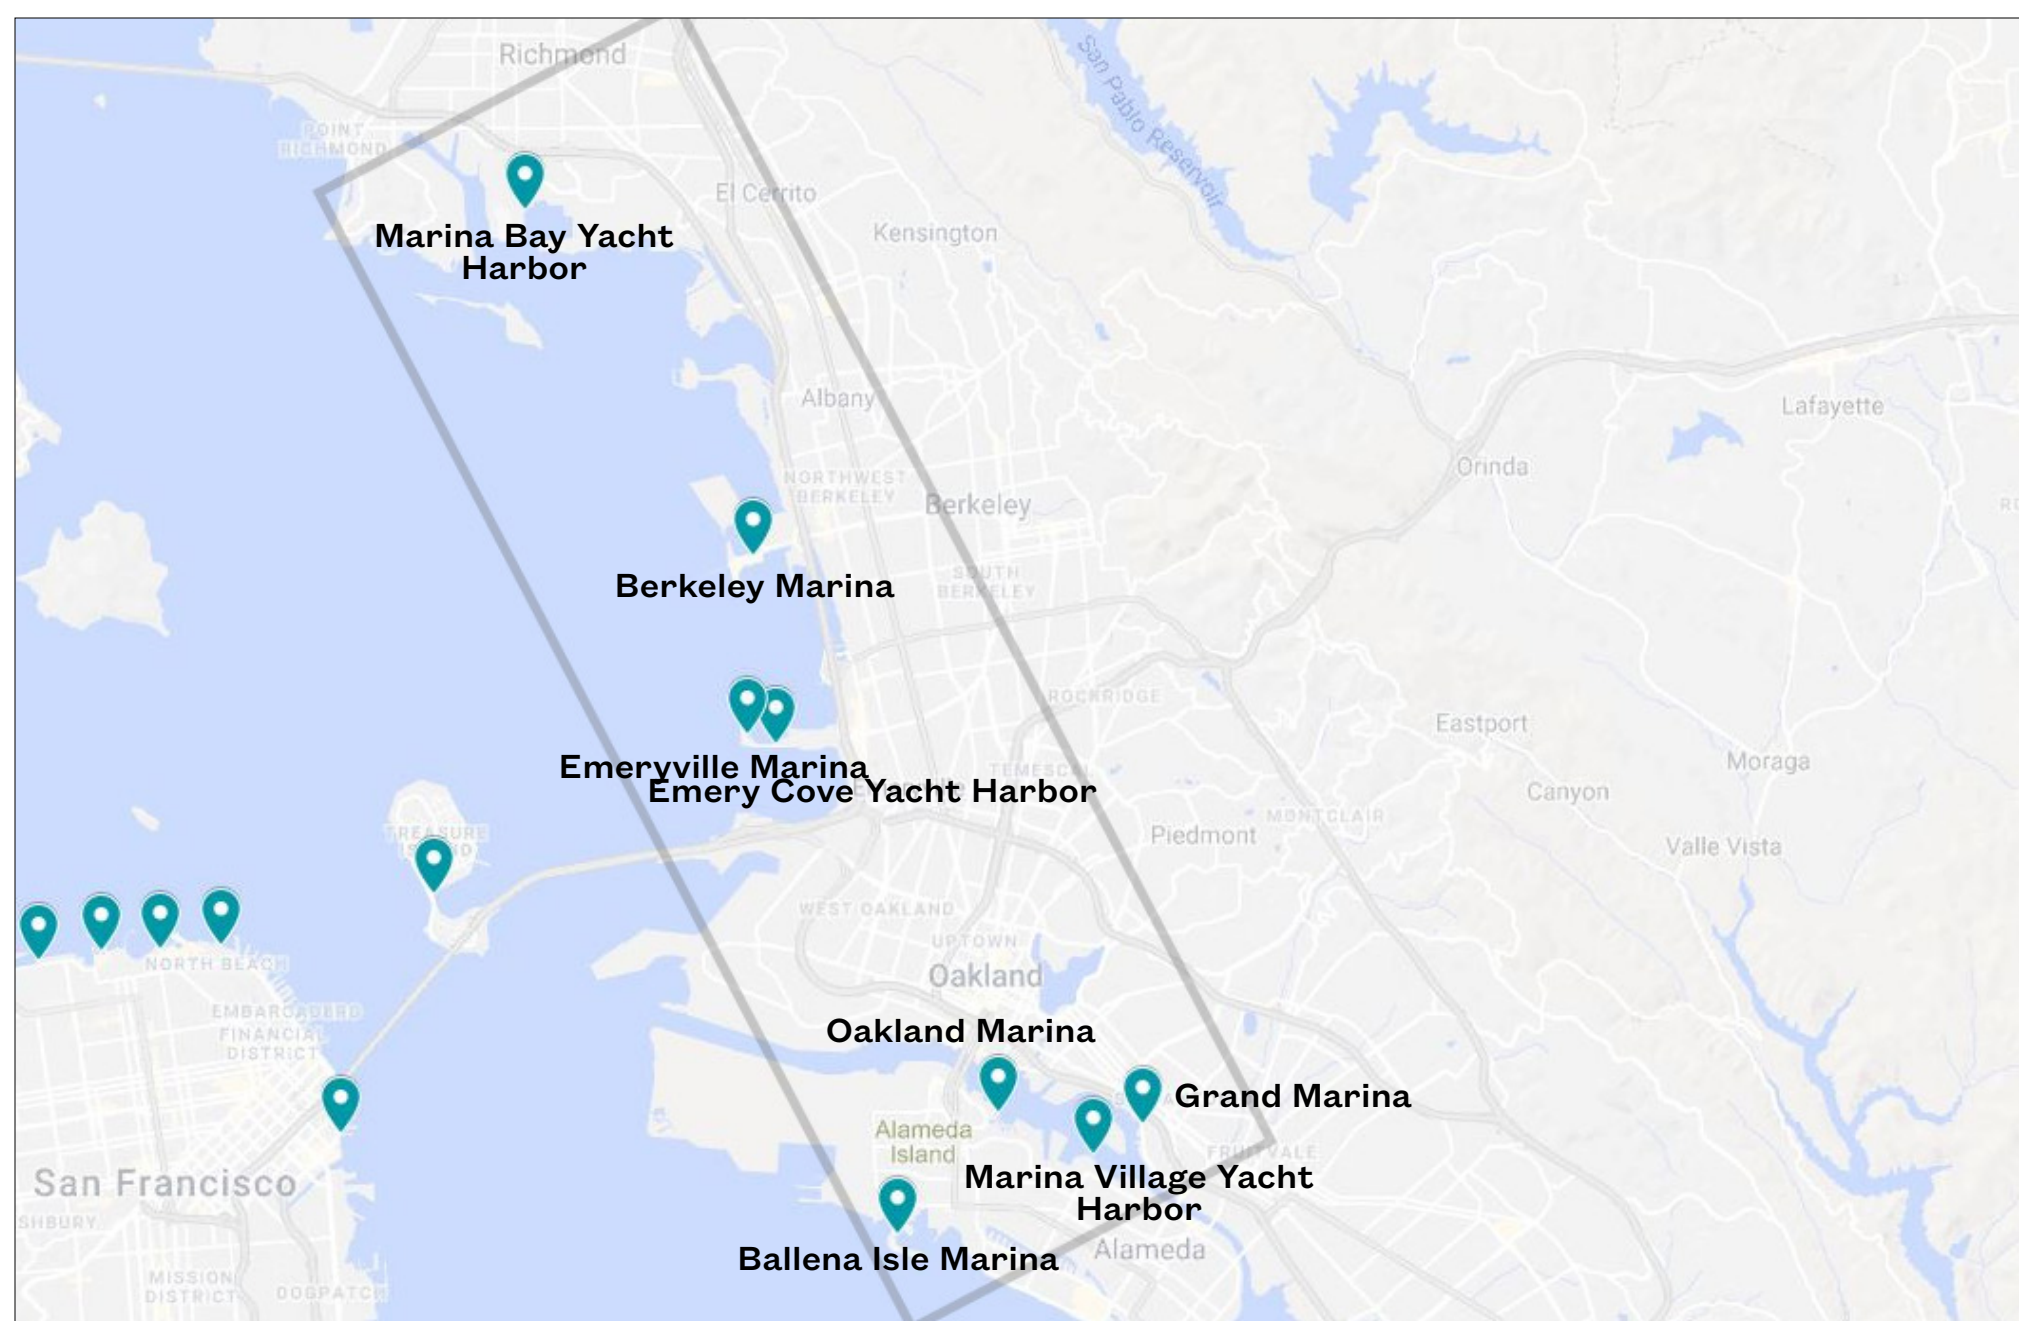 Richmond
San Pablo Reservoir
POINT
RICHMOND
El Cerrito
Kensington
Marina Bay Yacht
Harbor
Albany
Lafayette
Orinda
NORTHWEST
BERKELEY
Berkeley
SOUTH
BERKELEY
Berkeley Marina
ROCKRIDGE
Eastport
Moraga
Emeryville Marina
TEMESCAL
Emery Cove Yacht Harbor
Canyon
MONTCLAIR
Piedmont
Valle Vista
TREASURE
ISLAND
WEST OAKLAND
UPTOWN
Oakland
NORTH BEACH
EMBARCADERO
FINANCIAL
DISTRICT
Oakland Marina
Grand Marina
Alameda
Island
FRUITVALE
Marina Village Yacht
Harbor
San Francisco
SHBURY
Ballena Isle Marina
Alameda
MISSION
DISTRICT
DOGPATCH